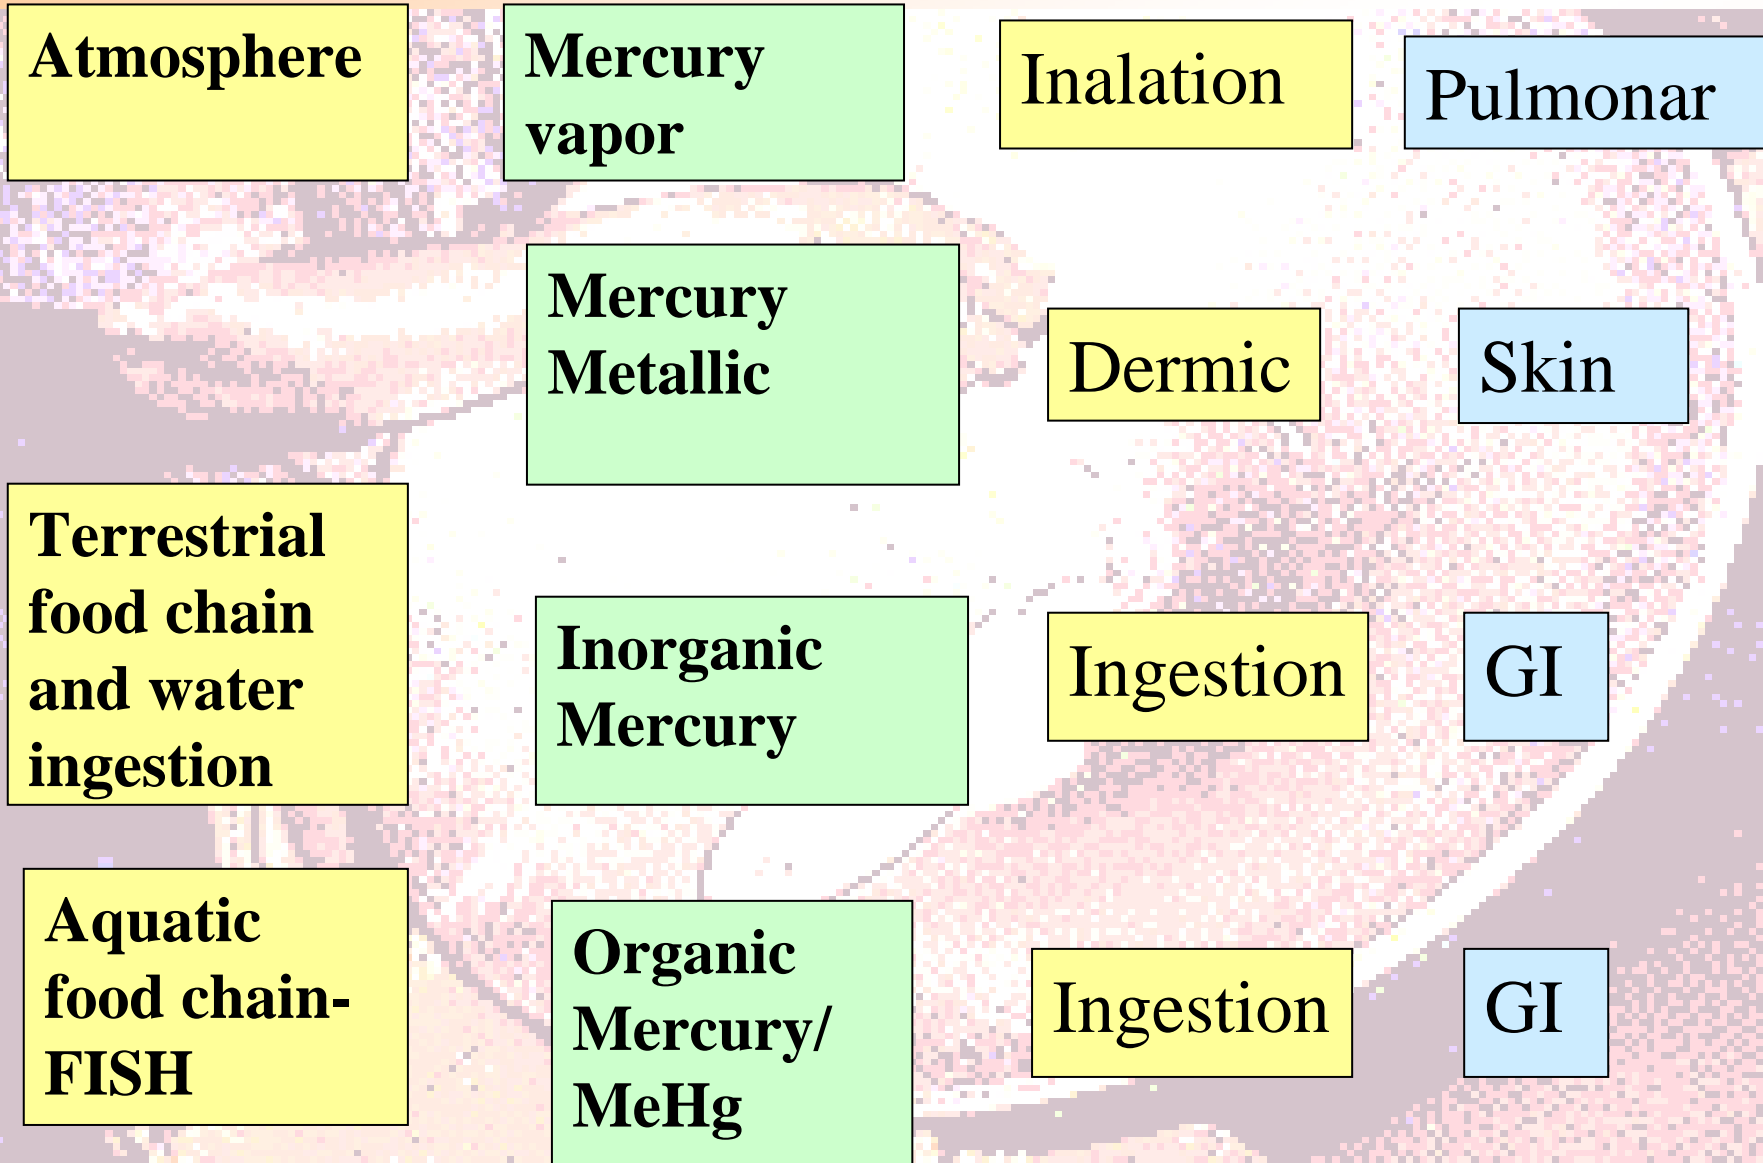 Atmosphere
Mercury
vapor
Inalation
Pulmonar
Mercury
Metallic
Dermic
Skin
Terrestrial
food chain
and water
ingestion
Inorganic
Mercury
Ingestion
GI
Aquatic
food chain-
FISH
Organic
Mercury/
MeHg
Ingestion
GI